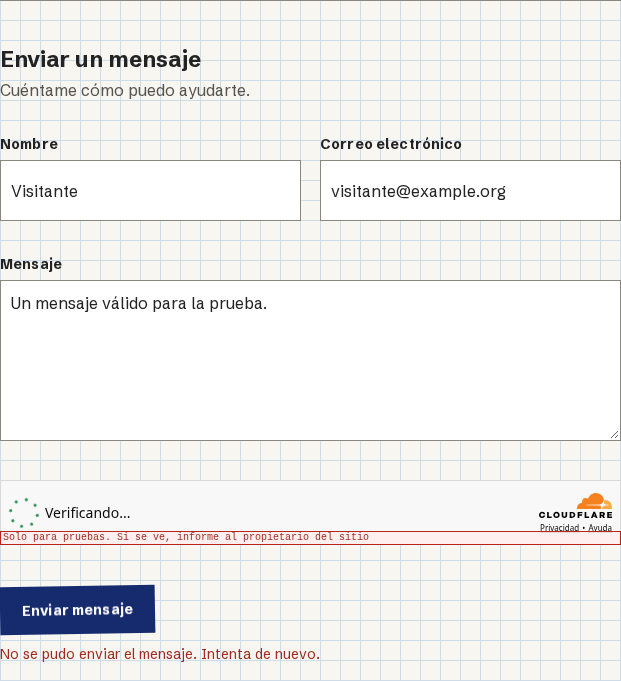 Enviar un mensaje
Cuéntame cómo puedo ayudarte.
Nombre
Correo electrónico
Visitante
visitante@example.org
Mensaje
Un mensaje válido para la prueba.
Verificando...
CLOUDFLARE
Privacidad • Ayuda
Solo para pruebas. Si se ve, informe al propietario del sitio
Enviar mensaje
No se pudo enviar el mensaje. Intenta de nuevo.